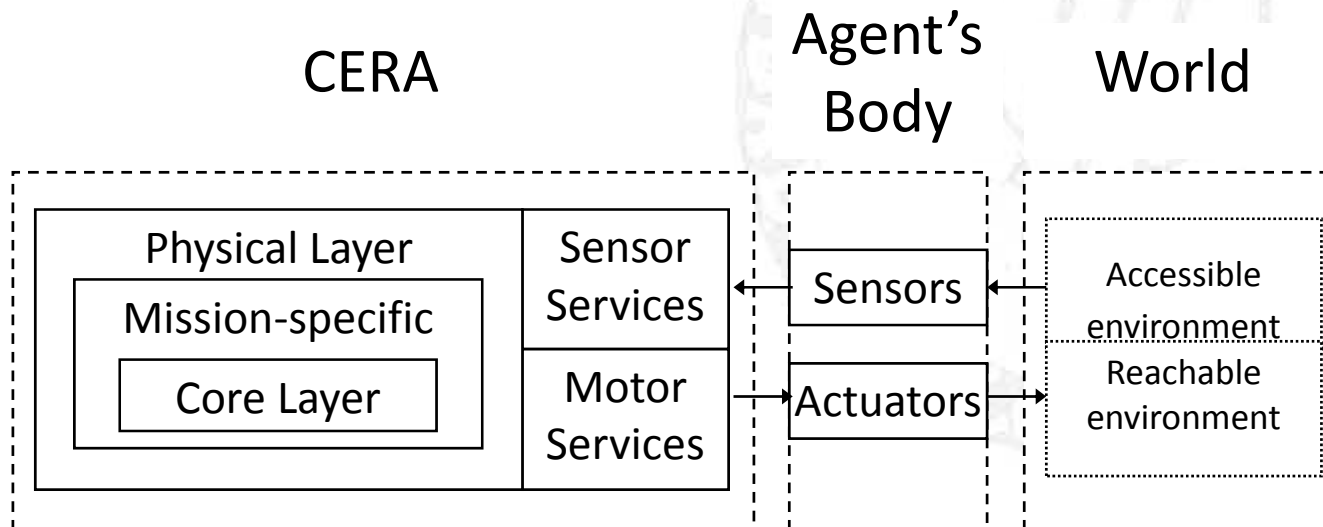 CERA
Agent’s
Body
World
Physical Layer
Mission-specific
Core Layer
Sensor
Services
Motor
Services
Sensors
Actuators
Accessible
environment
Reachable
environment